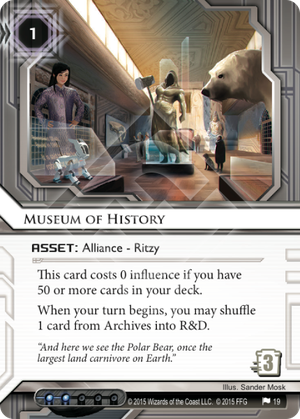 1
MUSEUM OF HISTORY
ASSET: Alliance - Ritzy
This card costs 0 influence if you have
50 or more cards in your deck.
When your turn begins, you may shuffle
1 card from Archives into R&D.
"And here we see the Polar Bear, once the
largest land carnivore on Earth."
3
Illus. Sander Mosk
© 2015 Wizards of the Coast LLC. © 2015 FFG
19